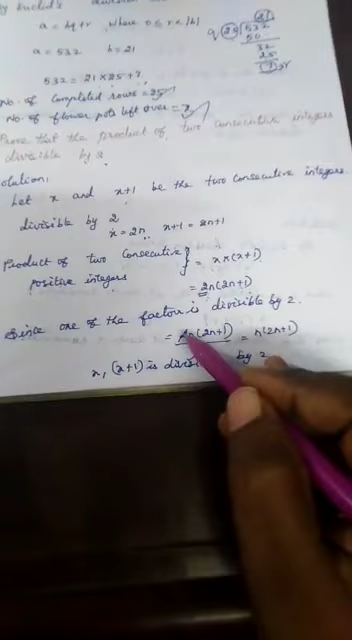 by Euclid's division
a = bq+r, where 0 ≤ r < |b|
a = 532 b = 21
532 = 21 × 25 + 7
No. of completed rows = 25
No. of flower pots left over = 7
Prove that the product of two consecutive integers
divisible by 2
Solution:
Let x and x+1 be the two consecutive integers
divisible by 2
x = 2n, x+1 = 2n+1
Product of two consecutive positive integers } = x × (x+1)
= 2n(2n+1)
Since one of the factor is divisible by 2.
= 2n(2n+1) = n(2n+1)
x, (x+1) is by 2